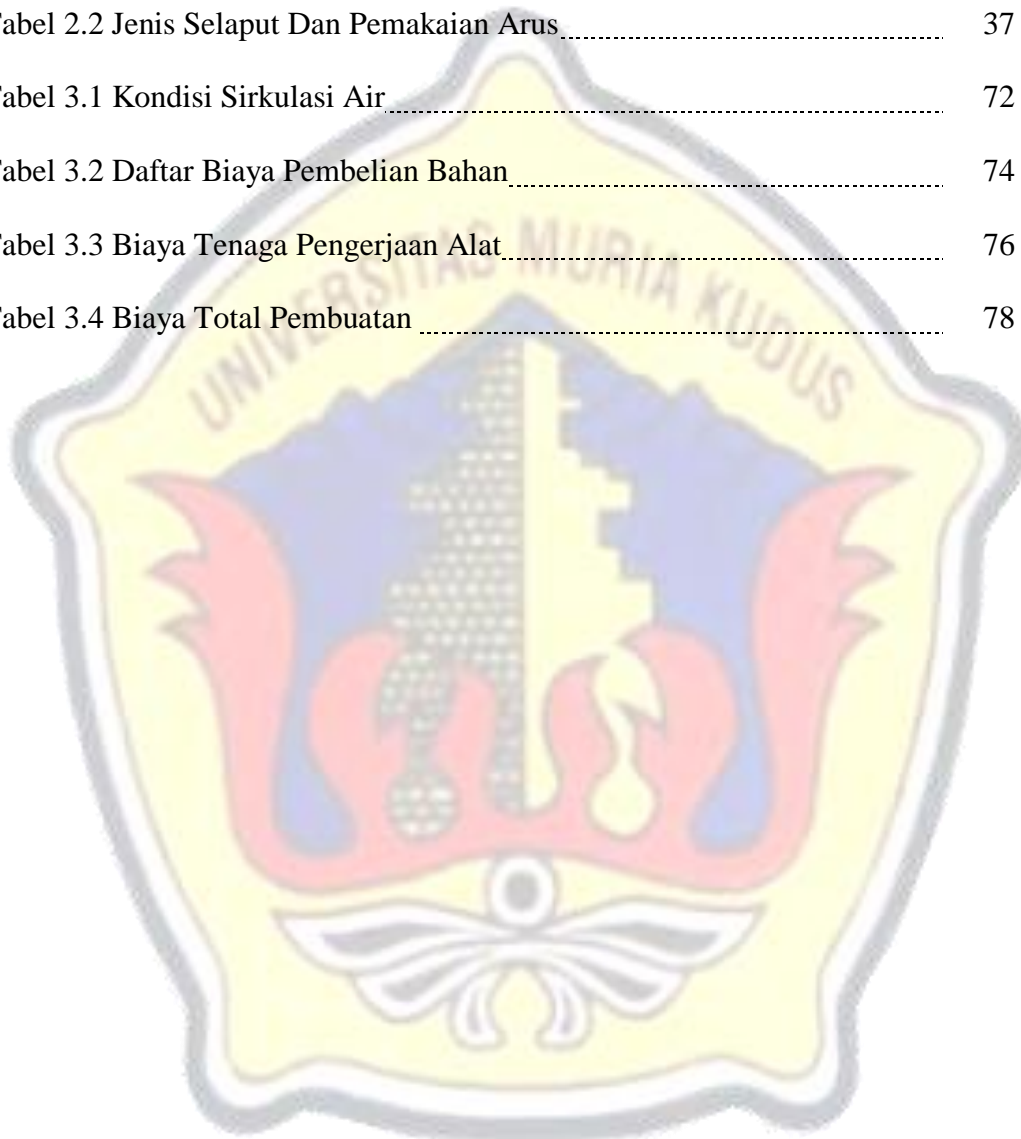 Tabel 2.2 Jenis Selaput Dan Pemakaian Arus 37
Tabel 3.1 Kondisi Sirkulasi Air 72
Tabel 3.2 Daftar Biaya Pembelian Bahan 74
Tabel 3.3 Biaya Tenaga Pengerjaan Alat 76
Tabel 3.4 Biaya Total Pembuatan 78
UNIVERSITAS MURIA KUDUS